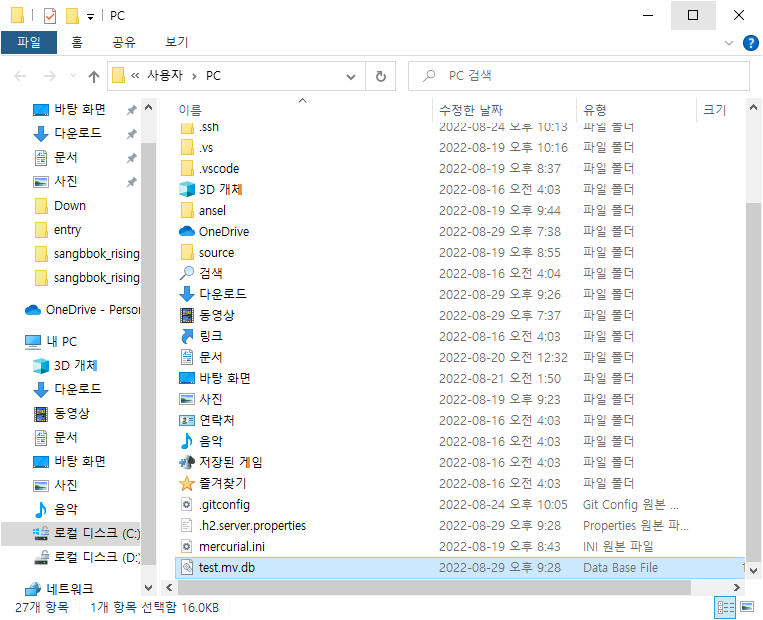 PC
파일 홈 공유 보기
« 사용자 › PC
PC 검색
바탕 화면
다운로드
문서
사진
Down
entry
sangbbok_rising
sangbbok_rising
OneDrive - Person
내 PC
3D 개체
다운로드
동영상
문서
바탕 화면
사진
음악
로컬 디스크 (C:)
로컬 디스크 (D:)
네트워크
이름 수정한 날짜 유형 크기
.ssh 2022-08-24 오후 10:13 파일 폴더
.vs 2022-08-19 오후 10:16 파일 폴더
.vscode 2022-08-19 오후 8:37 파일 폴더
3D 개체 2022-08-16 오전 4:03 파일 폴더
ansel 2022-08-19 오후 9:44 파일 폴더
OneDrive 2022-08-29 오후 7:38 파일 폴더
source 2022-08-19 오후 8:55 파일 폴더
검색 2022-08-16 오전 4:04 파일 폴더
다운로드 2022-08-29 오후 9:26 파일 폴더
동영상 2022-08-29 오후 7:37 파일 폴더
링크 2022-08-16 오전 4:03 파일 폴더
문서 2022-08-20 오전 12:32 파일 폴더
바탕 화면 2022-08-21 오전 1:50 파일 폴더
사진 2022-08-19 오후 9:23 파일 폴더
연락처 2022-08-16 오전 4:03 파일 폴더
음악 2022-08-16 오전 4:03 파일 폴더
저장된 게임 2022-08-16 오전 4:03 파일 폴더
즐겨찾기 2022-08-16 오전 4:03 파일 폴더
.gitconfig 2022-08-24 오후 10:05 Git Config 원본 ...
.h2.server.properties 2022-08-29 오후 9:28 Properties 원본 파...
mercurial.ini 2022-08-19 오후 8:43 INI 원본 파일
test.mv.db 2022-08-29 오후 9:28 Data Base File
27개 항목 1개 항목 선택함 16.0KB